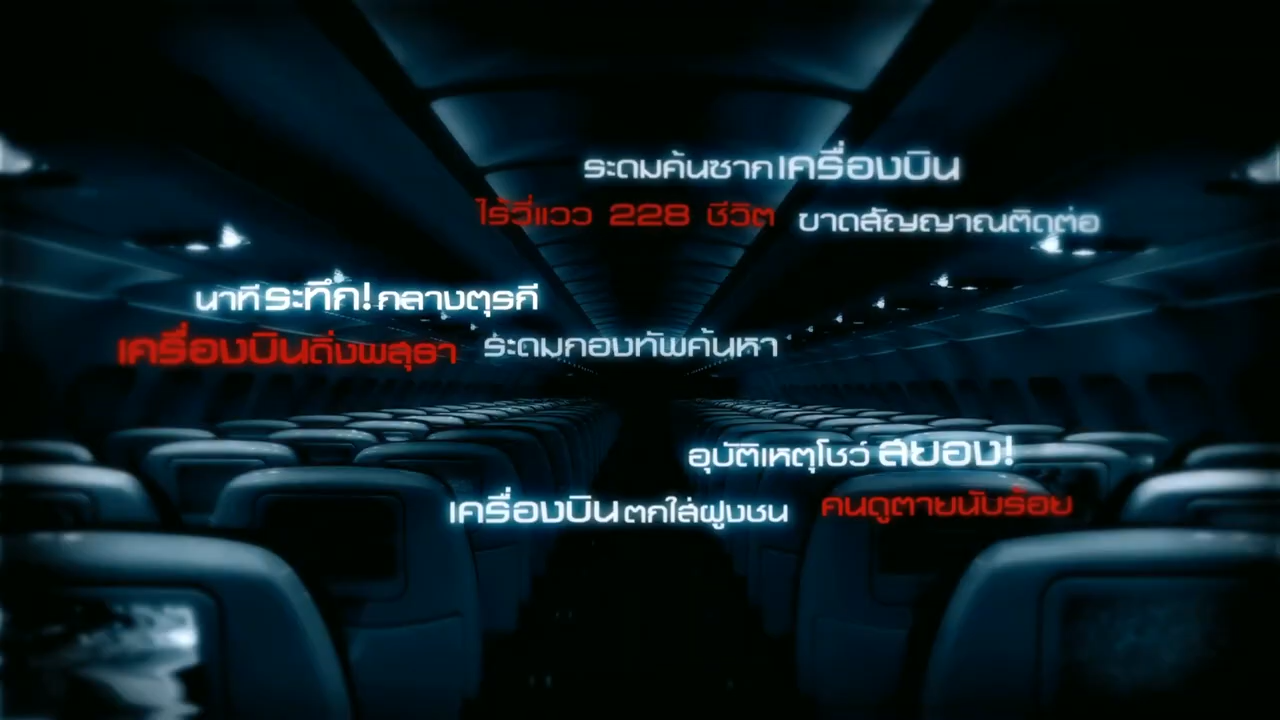 ระดมค้นซากเครื่องบิน
ไร้วี่แวว 228 ชีวิต ขาดสัญญาณติดต่อ
นาทีระทึก! กลางตุรกี
เครื่องบินดิ่งพสุธา ระดมกองทัพค้นหา
อุบัติเหตุโชว์ สยอง!
เครื่องบินตกใส่ฝูงชน คนดูตายนับร้อย